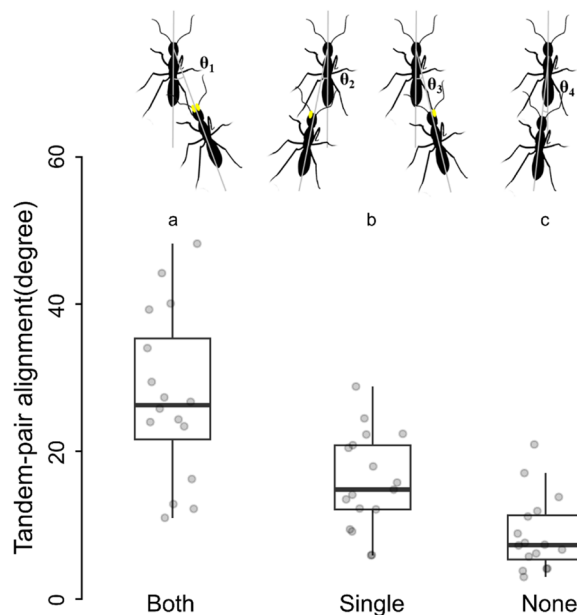 θ1
θ2
θ3
θ4
a
b
c
Tandem-pair alignment(degree)
60
40
20
0
Both
Single
None